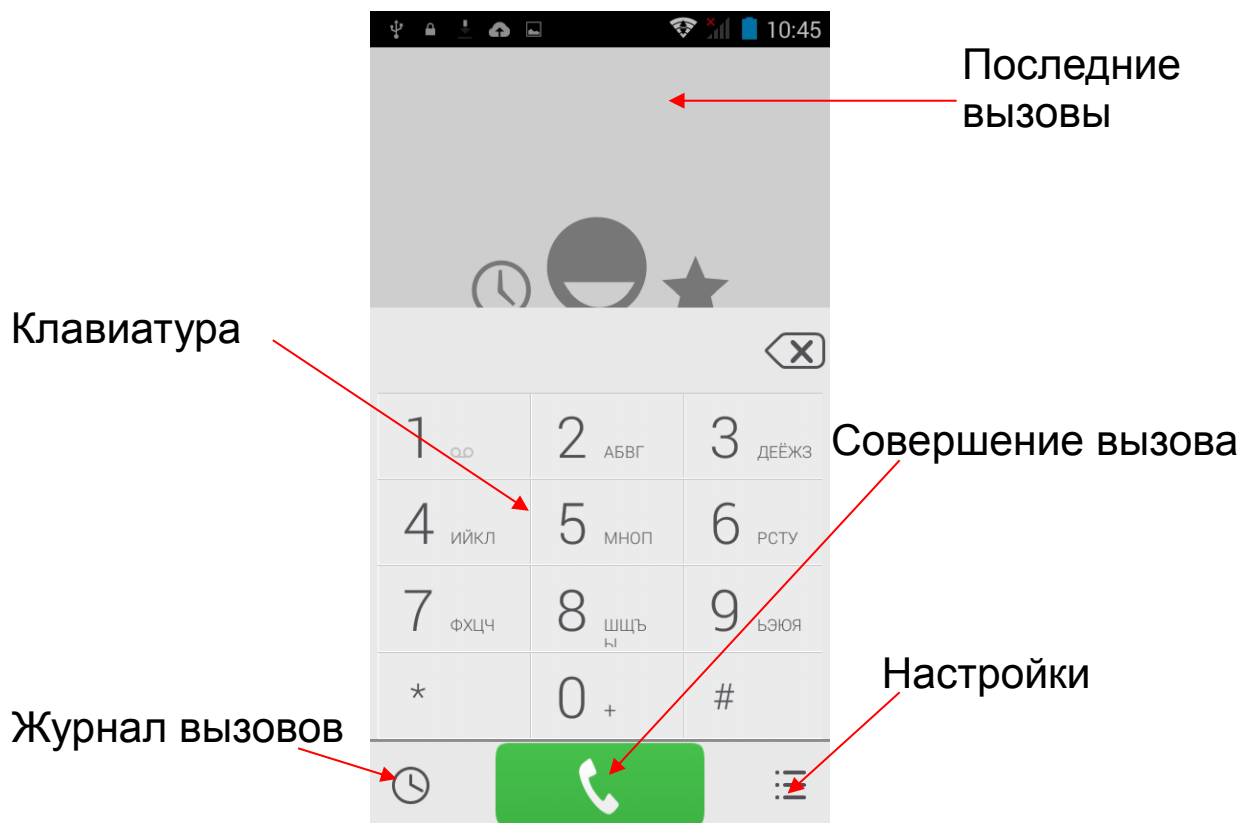 10:45
Последние
вызовы
Клавиатура
1
2 АБВГ
3 ДЕЁЖЗ
Совершение вызова
4 ИЙКЛ
5 МНОП
6 РСТУ
7 ФХЦЧ
8 ШЩЪ
Ы
9 ЬЭЮЯ
Настройки
* 0 + #
Журнал вызовов